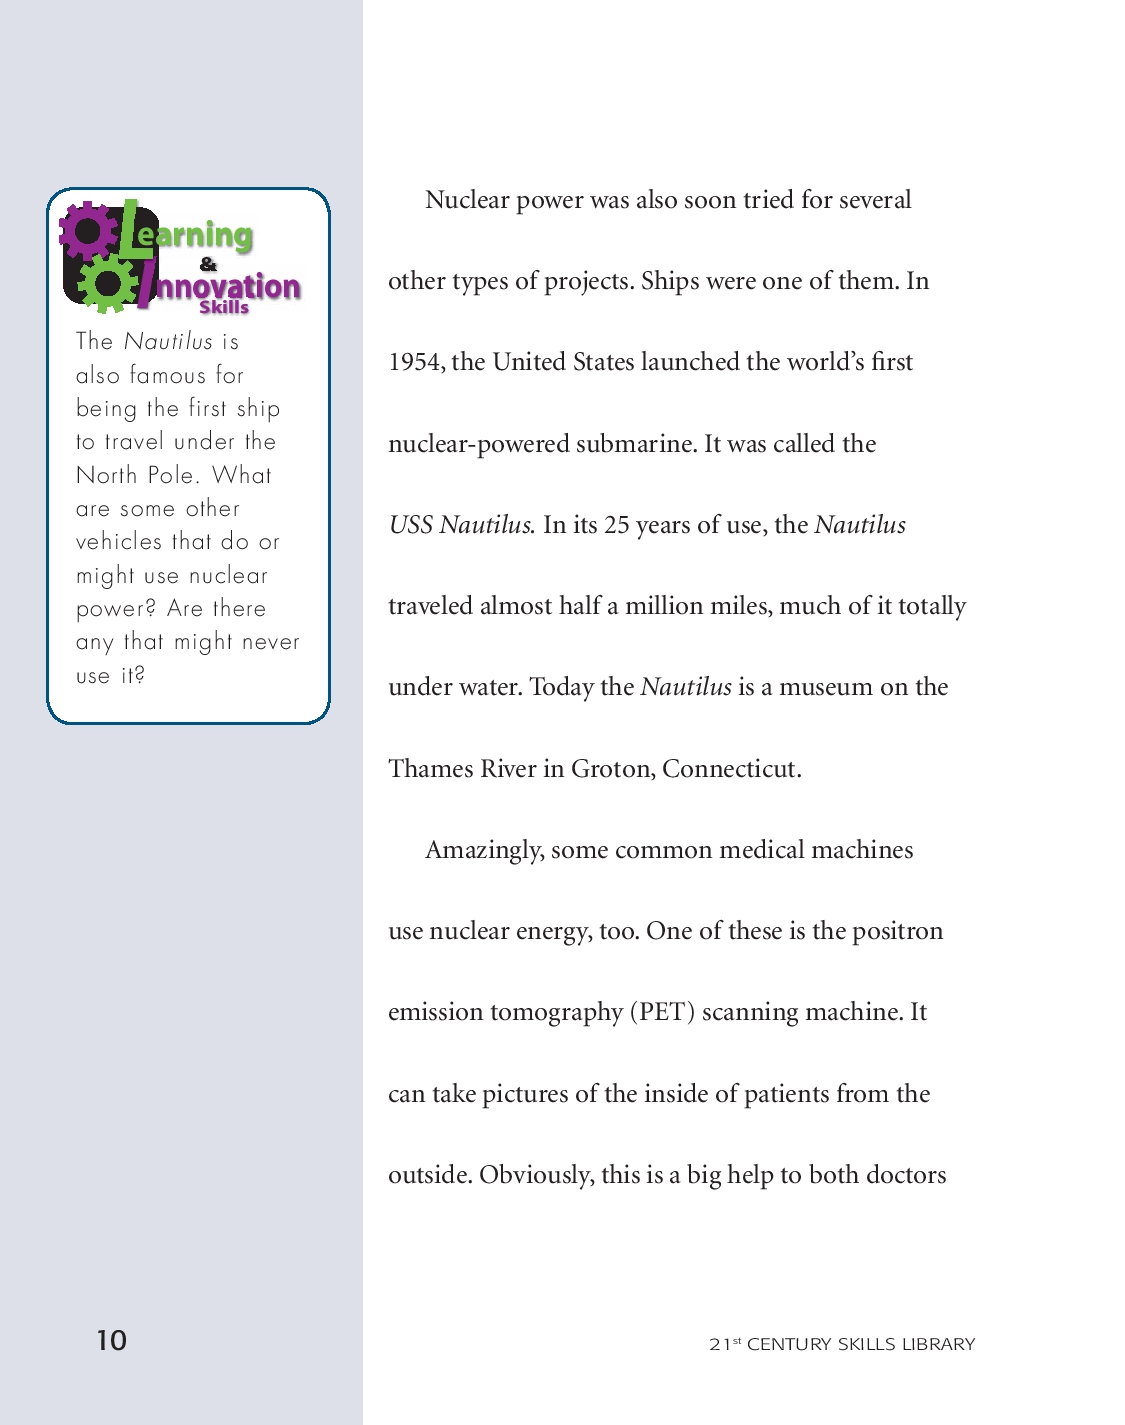 Learning
&
Innovation
Skills
The Nautilus is
also famous for
being the first ship
to travel under the
North Pole. What
are some other
vehicles that do or
might use nuclear
power? Are there
any that might never
use it?
Nuclear power was also soon tried for several
other types of projects. Ships were one of them. In
1954, the United States launched the world’s first
nuclear-powered submarine. It was called the
USS Nautilus. In its 25 years of use, the Nautilus
traveled almost half a million miles, much of it totally
under water. Today the Nautilus is a museum on the
Thames River in Groton, Connecticut.
Amazingly, some common medical machines
use nuclear energy, too. One of these is the positron
emission tomography (PET) scanning machine. It
can take pictures of the inside of patients from the
outside. Obviously, this is a big help to both doctors
10
21st CENTURY SKILLS LIBRARY